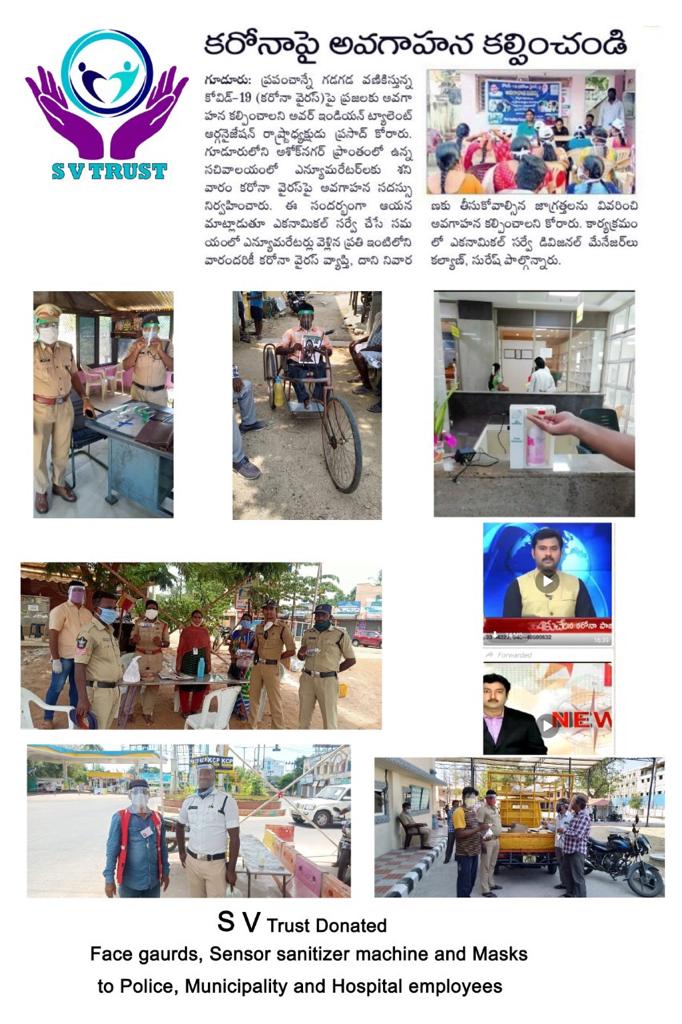 కరోనాపై అవగాహన కల్పించండి
గూడూరు: ప్రపంచాన్నే గడగడ వణికిస్తున్న
కోవిడ్-19 (కరోనా వైరస్)పై ప్రజలకు అవగా
హన కల్పించాలని అవర్ ఇండియన్ ట్యాలెంట్
ఆర్గనైజేషన్ రాష్ట్రాధ్యక్షుడు ప్రసాద్ కోరారు.
గూడూరులోని అశోక్‌నగర్ ప్రాంతంలో ఉన్న
సచివాలయంలో ఎన్యూమరేటర్‌లకు శని
వారం కరోనా వైరస్‌పై అవగాహన సదస్సు
నిర్వహించారు. ఈ సందర్భంగా ఆయన
మాట్లాడుతూ ఎకనామికల్ సర్వే చేసే సమ
యంలో ఎన్యూమరేటర్లు వెళ్లిన ప్రతి ఇంటిలోని
వారందరికీ కరోనా వైరస్ వ్యాప్తి, దాని నివార
ణకు తీసుకోవాల్సిన జాగ్రత్తలను వివరించి
అవగాహన కల్పించాలని కోరారు. కార్యక్రమం
లో ఎకనామికల్ సర్వే డివిజనల్ మేనేజర్‌లు
కల్యాణ్, సురేష్ పాల్గొన్నారు.
S V TRUST
Forwarded
NEW
KCP KCP
S V Trust Donated
Face gaurds, Sensor sanitizer machine and Masks
to Police, Municipality and Hospital employees